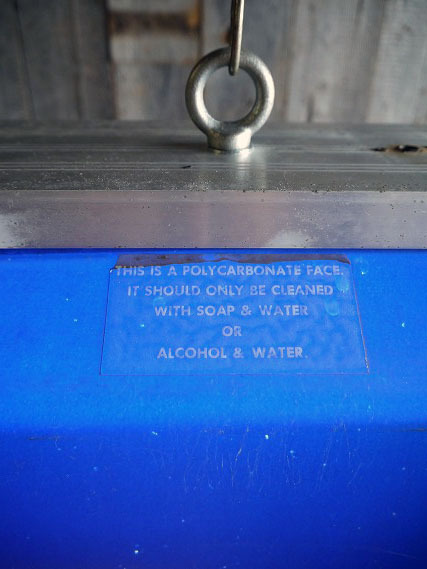 THIS IS A POLYCARBONATE FACE.
IT SHOULD ONLY BE CLEANED
WITH SOAP & WATER
OR
ALCOHOL & WATER.